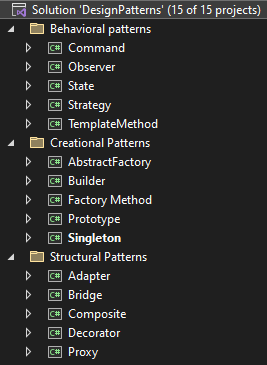 Solution 'DesignPatterns' (15 of 15 projects)
Behavioral patterns
C# Command
C# Observer
C# State
C# Strategy
C# TemplateMethod
Creational Patterns
C# AbstractFactory
C# Builder
C# Factory Method
C# Prototype
C# Singleton
Structural Patterns
C# Adapter
C# Bridge
C# Composite
C# Decorator
C# Proxy